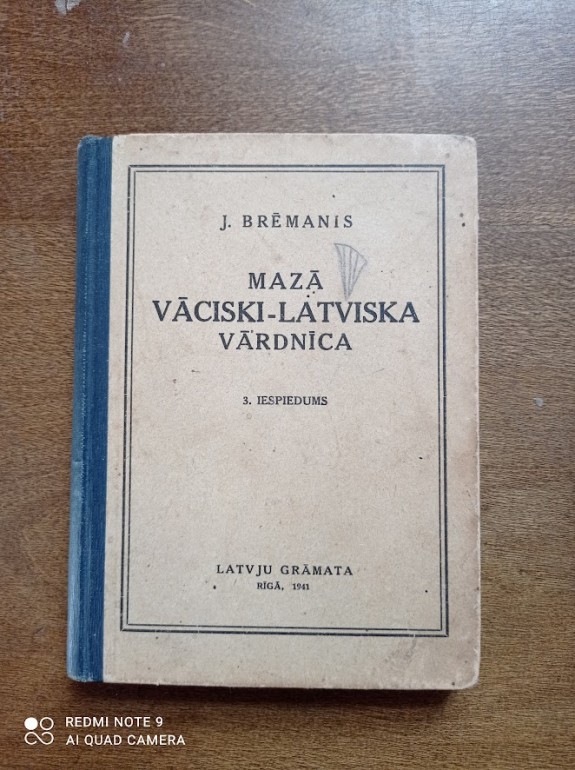 J. BRĒMANIS
MAZĀ
VĀCISKI-LATVISKA
VĀRDNĪCA
3. IESPIEDUMS
LATVJU GRĀMATA
RĪGĀ, 1941
REDMI NOTE 9
AI QUAD CAMERA